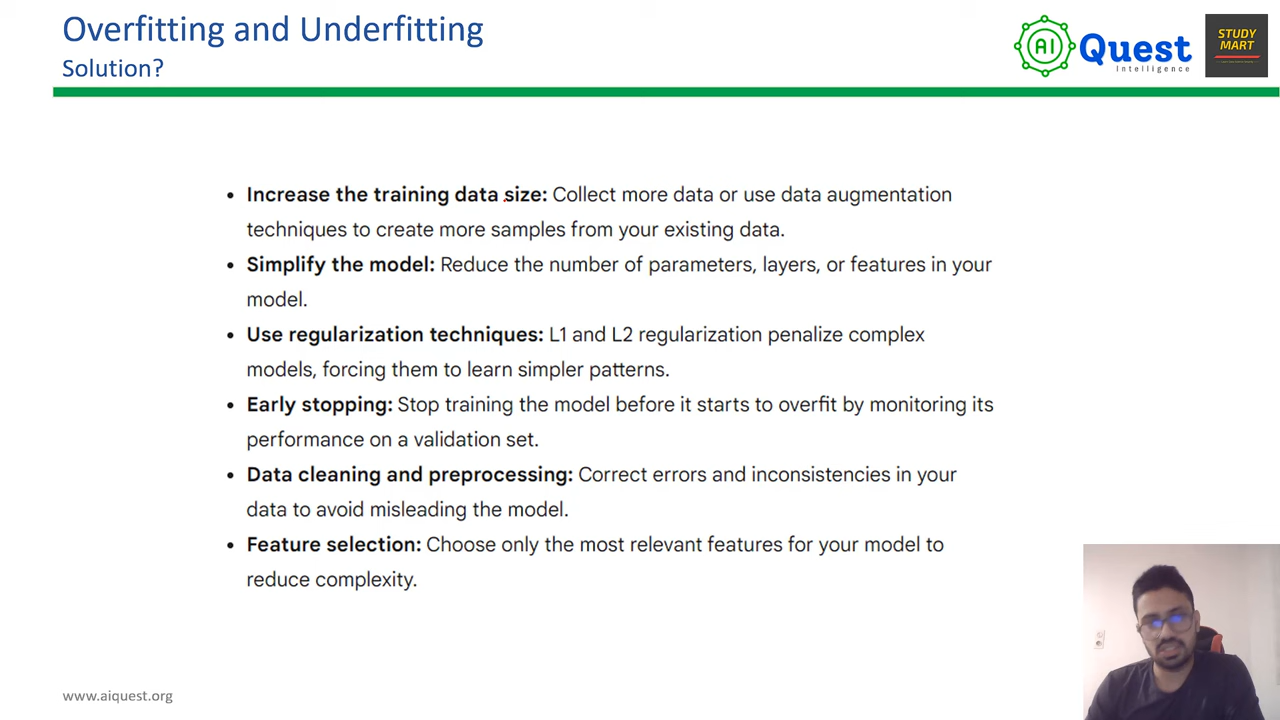 Overfitting and Underfitting
Solution?
AI Quest
Intelligence
STUDY
MART
• Increase the training data size: Collect more data or use data augmentation
techniques to create more samples from your existing data.
• Simplify the model: Reduce the number of parameters, layers, or features in your
model.
• Use regularization techniques: L1 and L2 regularization penalize complex
models, forcing them to learn simpler patterns.
• Early stopping: Stop training the model before it starts to overfit by monitoring its
performance on a validation set.
• Data cleaning and preprocessing: Correct errors and inconsistencies in your
data to avoid misleading the model.
• Feature selection: Choose only the most relevant features for your model to
reduce complexity.
www.aiquest.org